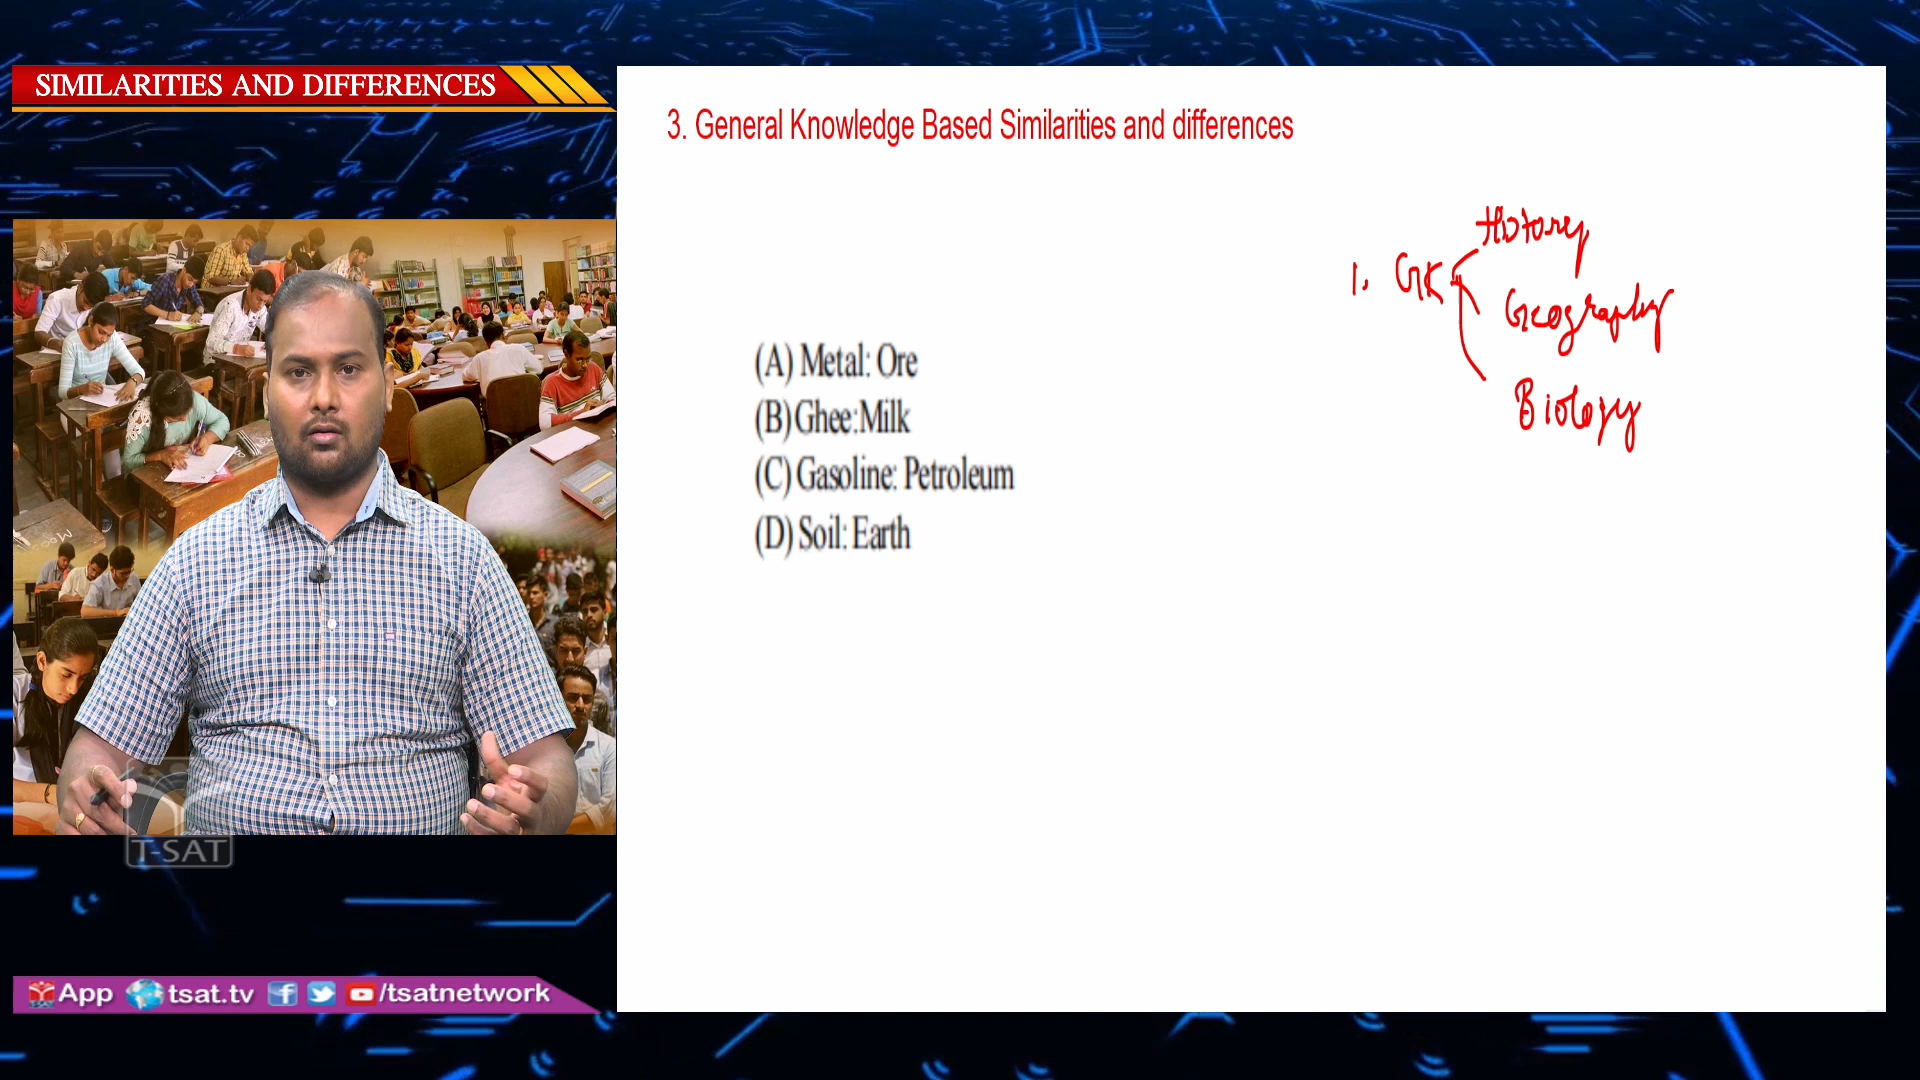 SIMILARITIES AND DIFFERENCES
3. General Knowledge Based Similarities and differences
1. GK
History
Geography
Biology
(A) Metal: Ore
(B) Ghee:Milk
(C) Gasoline: Petroleum
(D) Soil: Earth
T-SAT
App tsat.tv /tsatnetwork